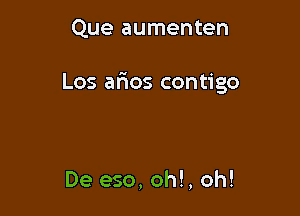 Que aumenten
Los años contigo
De eso, oh!, oh!